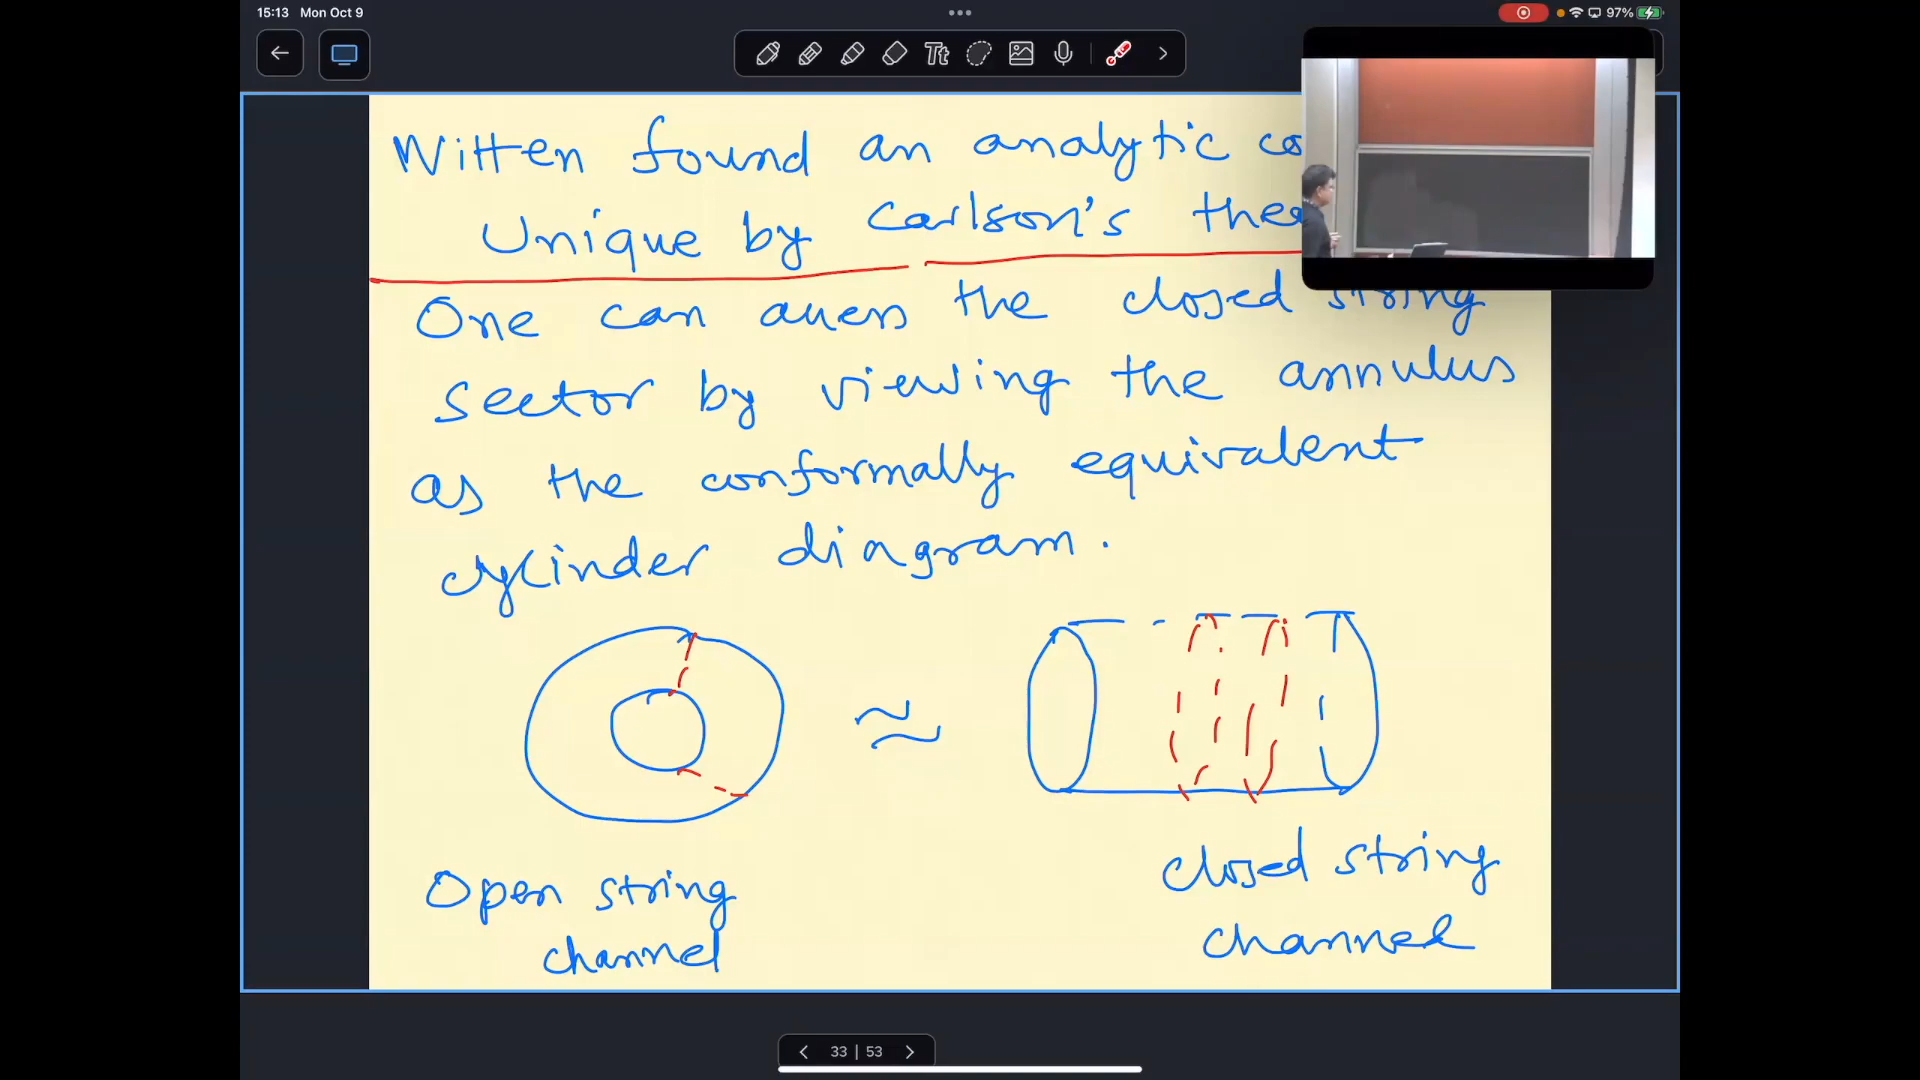 15:13 Mon Oct 9
97%
Tt
Witten found an analytic co
Unique by Carlson's theo
One can access the closed string
sector by viewing the annulus
as the conformally equivalent
cylinder diagram.
≈
Open string
channel
closed string
channel
33 | 53